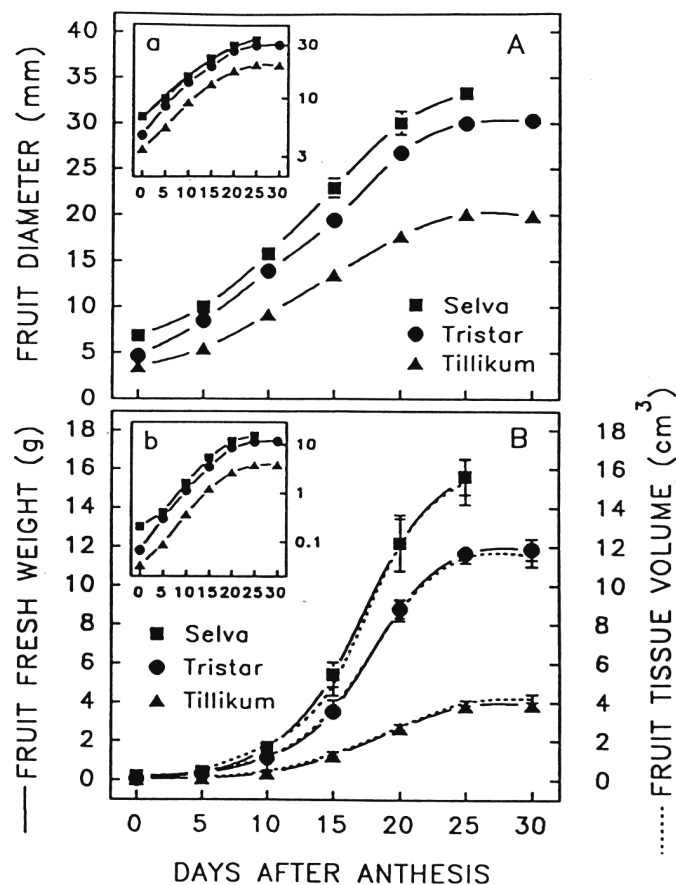 FRUIT DIAMETER (mm)
40
35
30
25
20
15
10
5
0
a
30
10
3
0 5 10 15 20 25 30
A
Selva
Tristar
Tillikum
FRUIT FRESH WEIGHT (g)
18
16
14
12
10
8
6
4
2
0
b
10
1
0.1
0 5 10 15 20 25 30
B
Selva
Tristar
Tillikum
18
16
14
12
10
8
6
4
2
0
FRUIT TISSUE VOLUME (cm³)
0 5 10 15 20 25 30
DAYS AFTER ANTHESIS